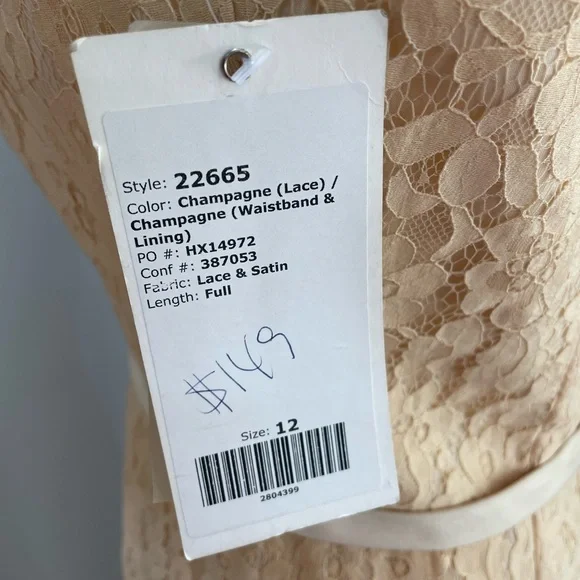 Style: 22665
Color: Champagne (Lace) /
Champagne (Waistband &
Lining)
PO #: HX14972
Conf #: 387053
Fabric: Lace & Satin
Length: Full
$149
Size: 12
2804399